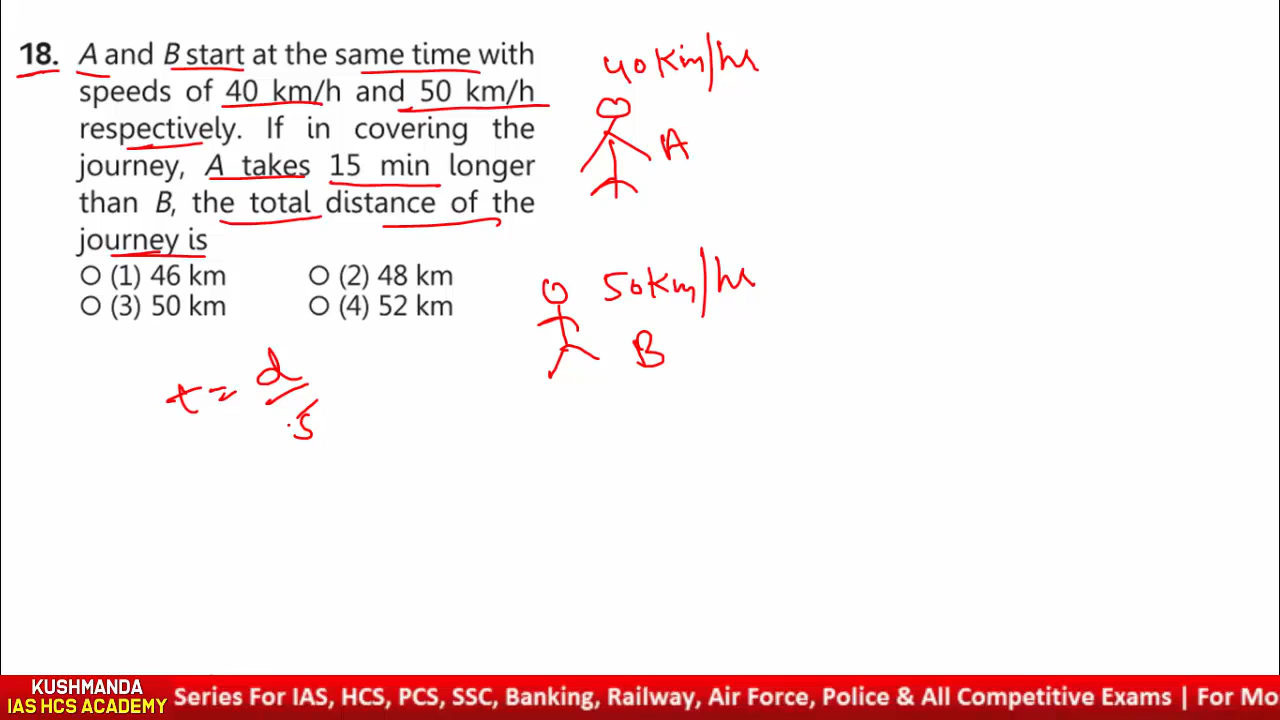 18. A and B start at the same time with
speeds of 40 km/h and 50 km/h
respectively. If in covering the
journey, A takes 15 min longer
than B, the total distance of the
journey is
O (1) 46 km O (2) 48 km
O (3) 50 km O (4) 52 km
40 Km/hr
A
50 Km/hr
B
t = d/s
KUSHMANDA
IAS HCS ACADEMY
Series For IAS, HCS, PCS, SSC, Banking, Railway, Air Force, Police & All Competitive Exams | For Mo